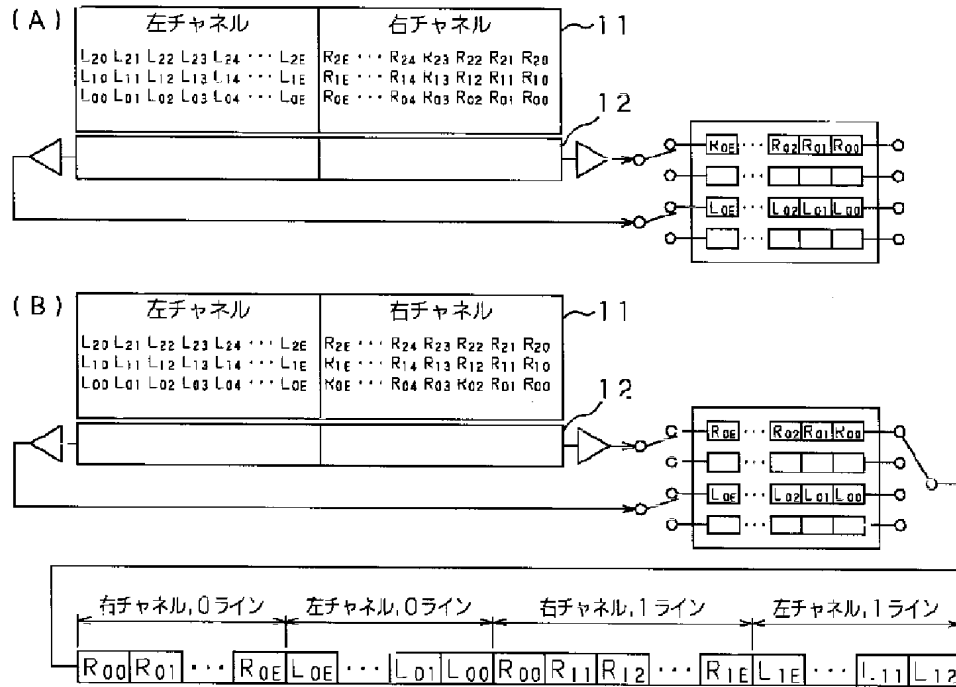 (A)
左チャネル 右チャネル 11
L20 L21 L22 L23 L24 ··· L2E R2E ··· R24 R23 R22 R21 R20
L10 L11 L12 L13 L14 ··· L1E R1E ··· R14 R13 R12 R11 R10
L00 L01 L02 L03 L04 ··· L0E R0E ··· R04 R03 R02 R01 R00
12
R0E ··· R02 R01 R00
···
L0E ··· L02 L01 L00
···
(B)
左チャネル 右チャネル 11
L20 L21 L22 L23 L24 ··· L2E R2E ··· R24 R23 R22 R21 R20
L10 L11 L12 L13 L14 ··· L1E R1E ··· R14 R13 R12 R11 R10
L00 L01 L02 L03 L04 ··· L0E R0E ··· R04 R03 R02 R01 R00
12
R0E ··· R02 R01 R00
···
L0E ··· L02 L01 L00
···
右チャネル,0ライン 左チャネル,0ライン 右チャネル,1ライン 左チャネル,1ライン
R00 R01 ··· R0E L0E ··· L01 L00 R00 R11 R12 ··· R1E L1E ··· L11 L12